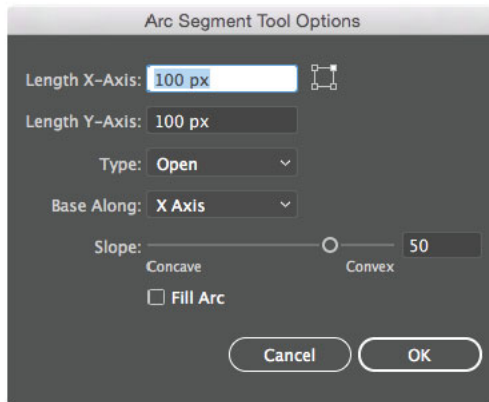 Arc Segment Tool Options
Length X-Axis: 100 px
Length Y-Axis: 100 px
Type: Open
Base Along: X Axis
Slope: 50
Concave Convex
Fill Arc
Cancel OK